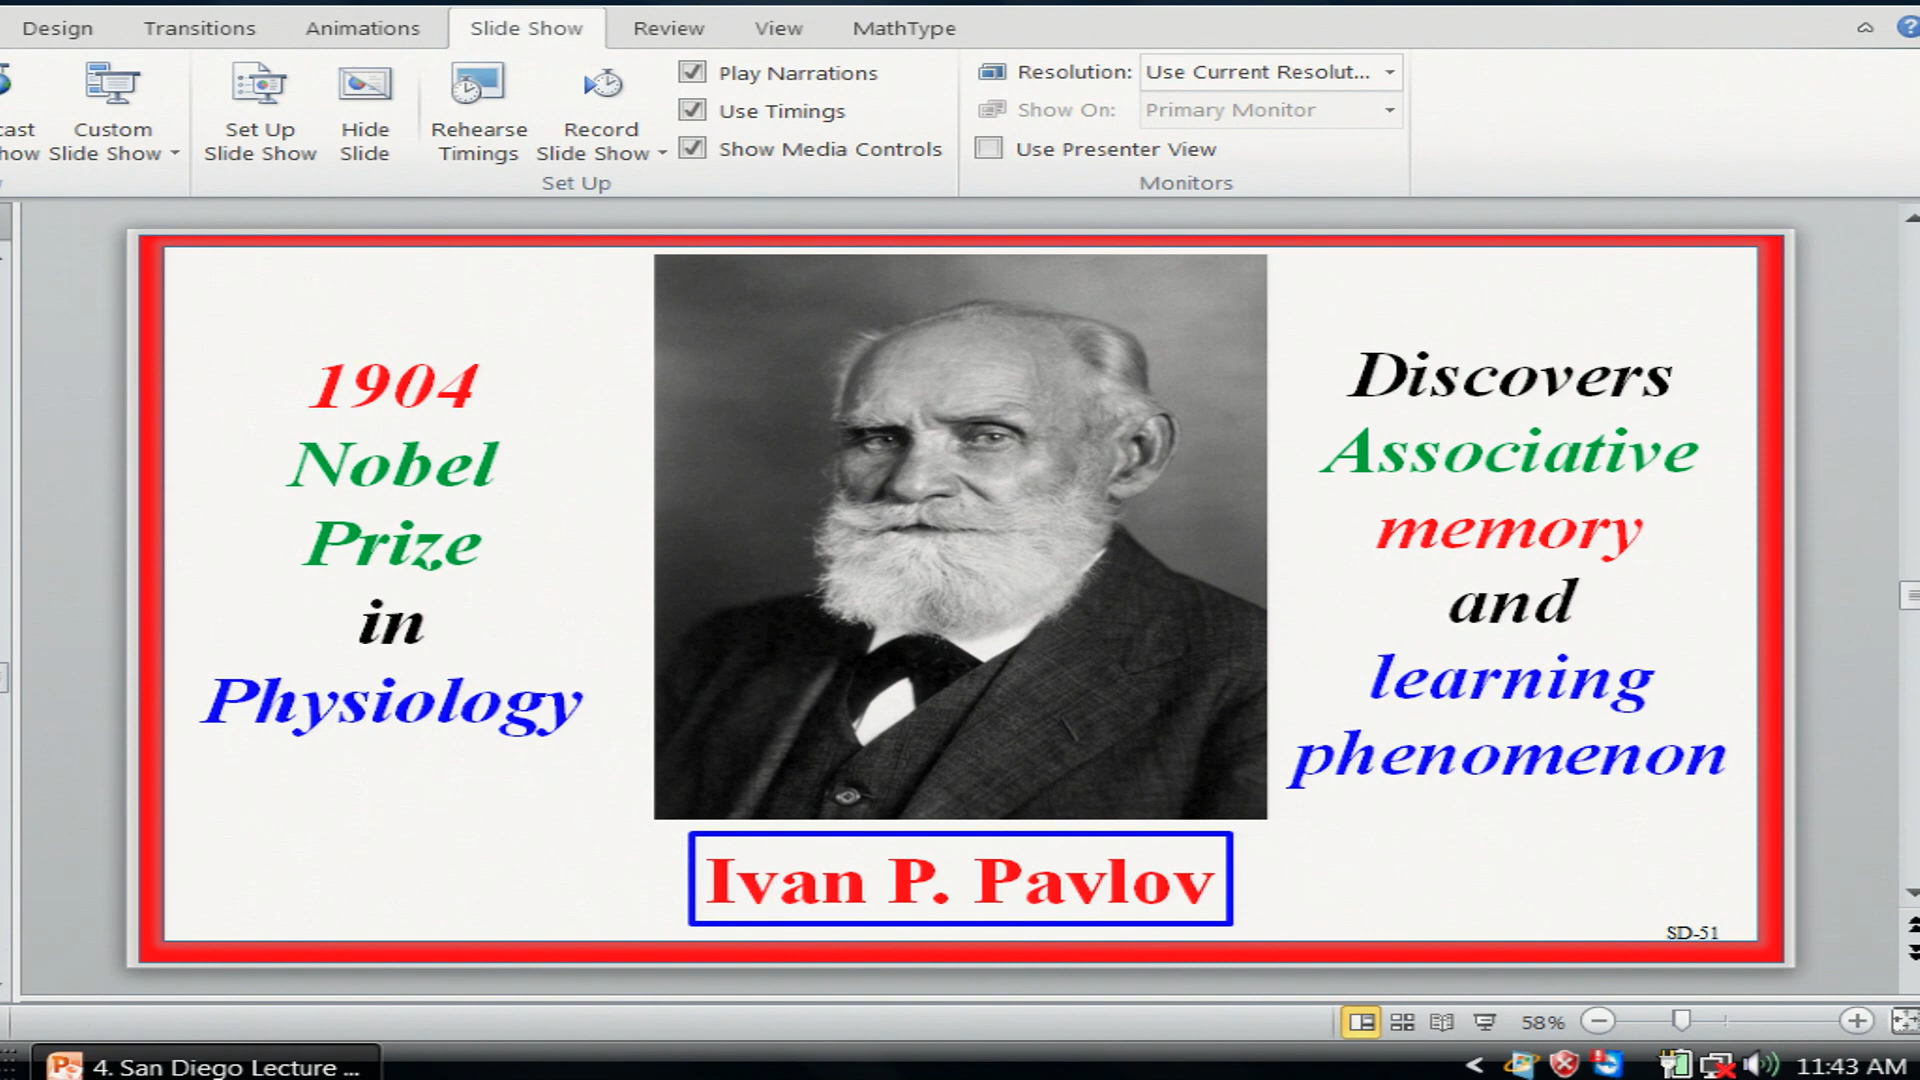 Design Transitions Animations Slide Show Review View MathType
Custom
Slide Show
Set Up
Slide Show
Hide
Slide
Rehearse
Timings
Record
Slide Show
Play Narrations
Use Timings
Show Media Controls
Set Up
Resolution: Use Current Resolut...
Show On: Primary Monitor
Use Presenter View
Monitors
1904
Nobel
Prize
in
Physiology
Discovers
Associative
memory
and
learning
phenomenon
Ivan P. Pavlov
SD-51
58%
4. San Diego Lecture ...
11:43 AM